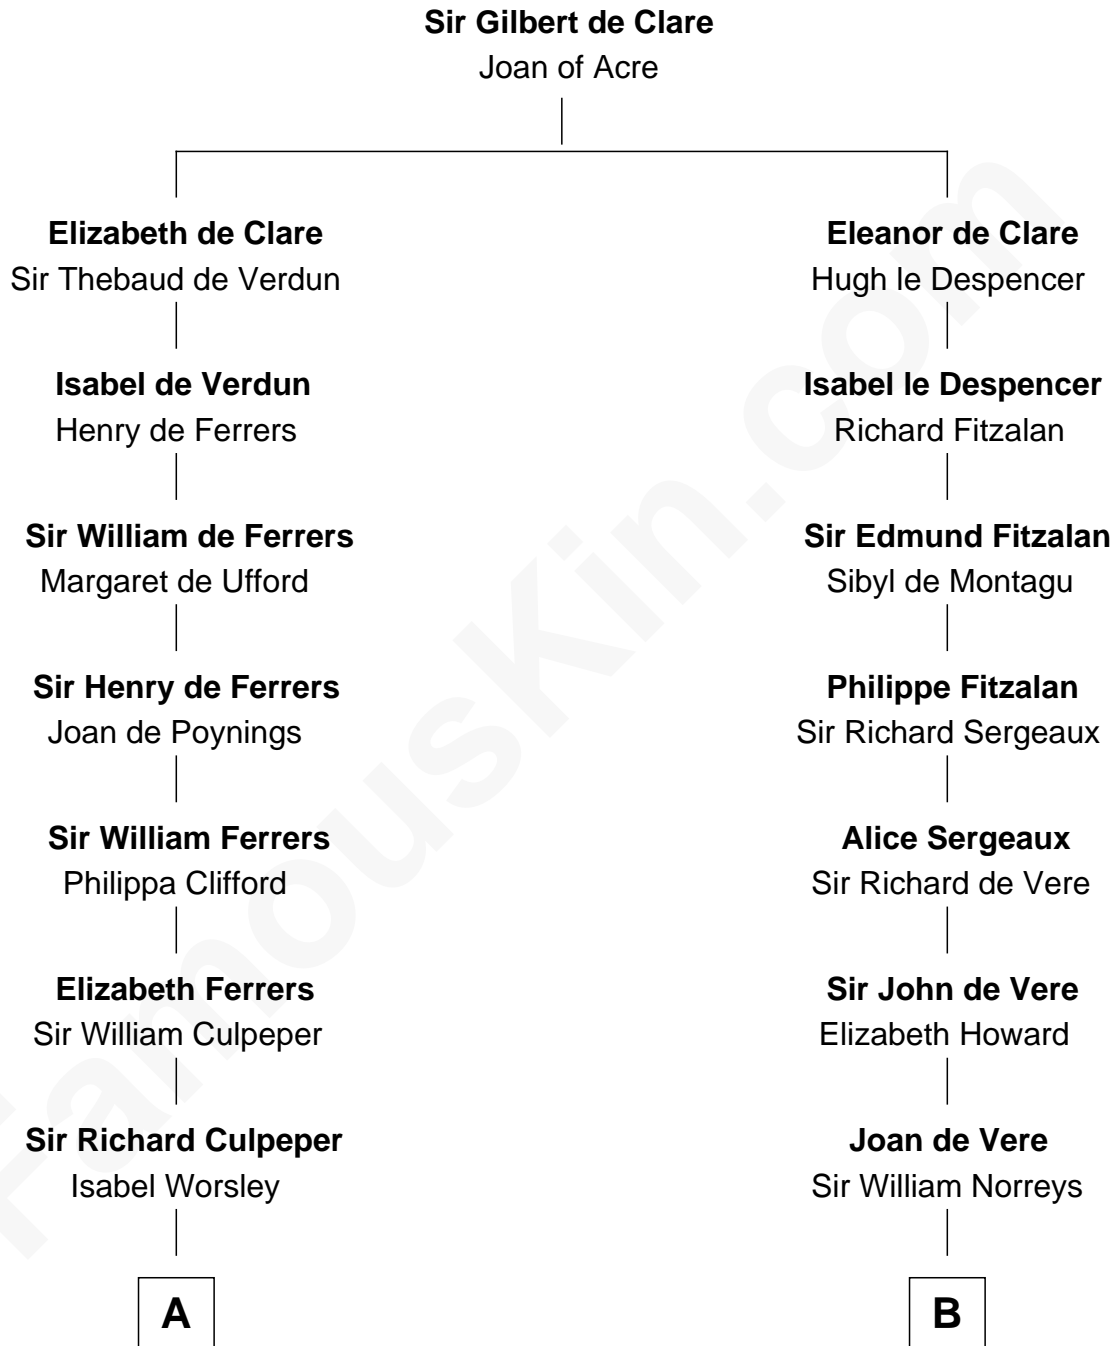 Sir Gilbert de Clare
Joan of Acre
Elizabeth de Clare
Sir Thebaud de Verdun
Eleanor de Clare
Hugh le Despencer
Isabel de Verdun
Henry de Ferrers
Isabel le Despencer
Richard Fitzalan
Sir William de Ferrers
Margaret de Ufford
Sir Edmund Fitzalan
Sibyl de Montagu
Sir Henry de Ferrers
Joan de Poynings
Philippe Fitzalan
Sir Richard Sergeaux
Sir William Ferrers
Philippa Clifford
Alice Sergeaux
Sir Richard de Vere
Elizabeth Ferrers
Sir William Culpeper
Sir John de Vere
Elizabeth Howard
Sir Richard Culpeper
Isabel Worsley
Joan de Vere
Sir William Norreys
A
B
FamousKin.com